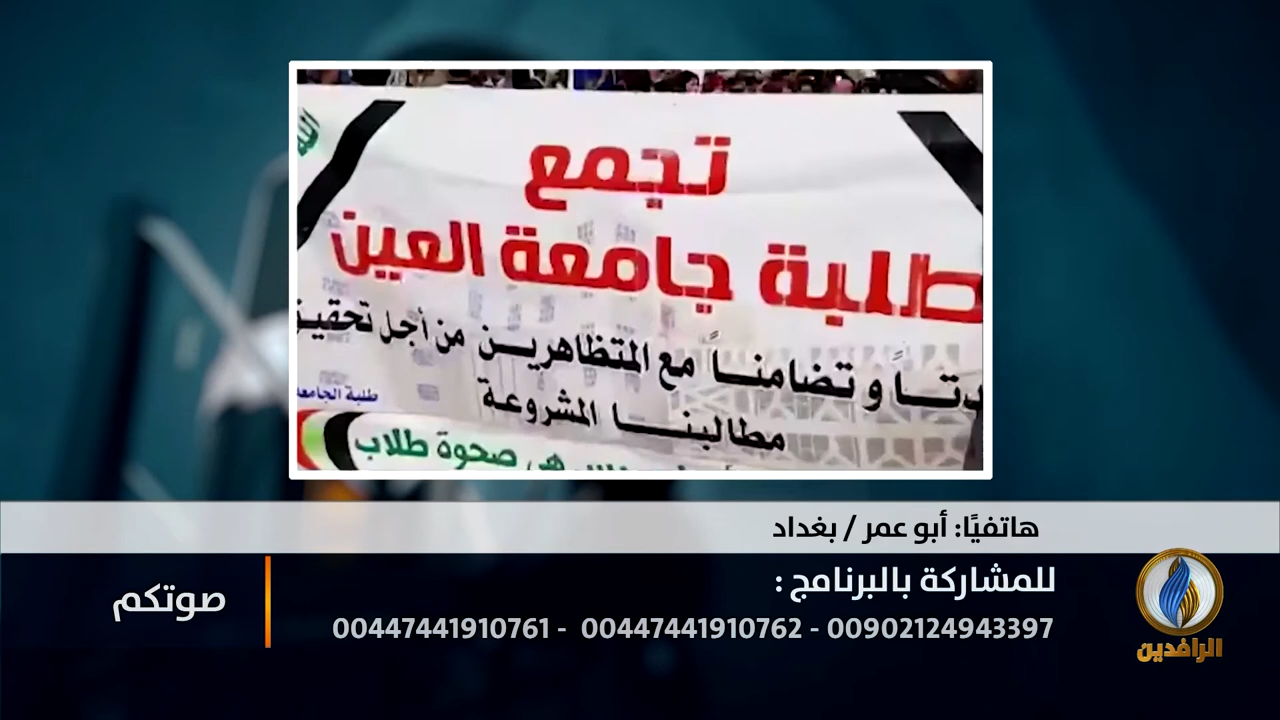 تجمع
طلبة جامعة العين
وتضامناً مع المتظاهرين من أجل
مطالبنا المشروعة
طلبة الجامعة
صحوة طلاب
هاتفيًا: أبو عمر / بغداد
للمشاركة بالبرنامج :
00447441910761 - 00447441910762 - 00902124943397
صوتكم
الرافدين